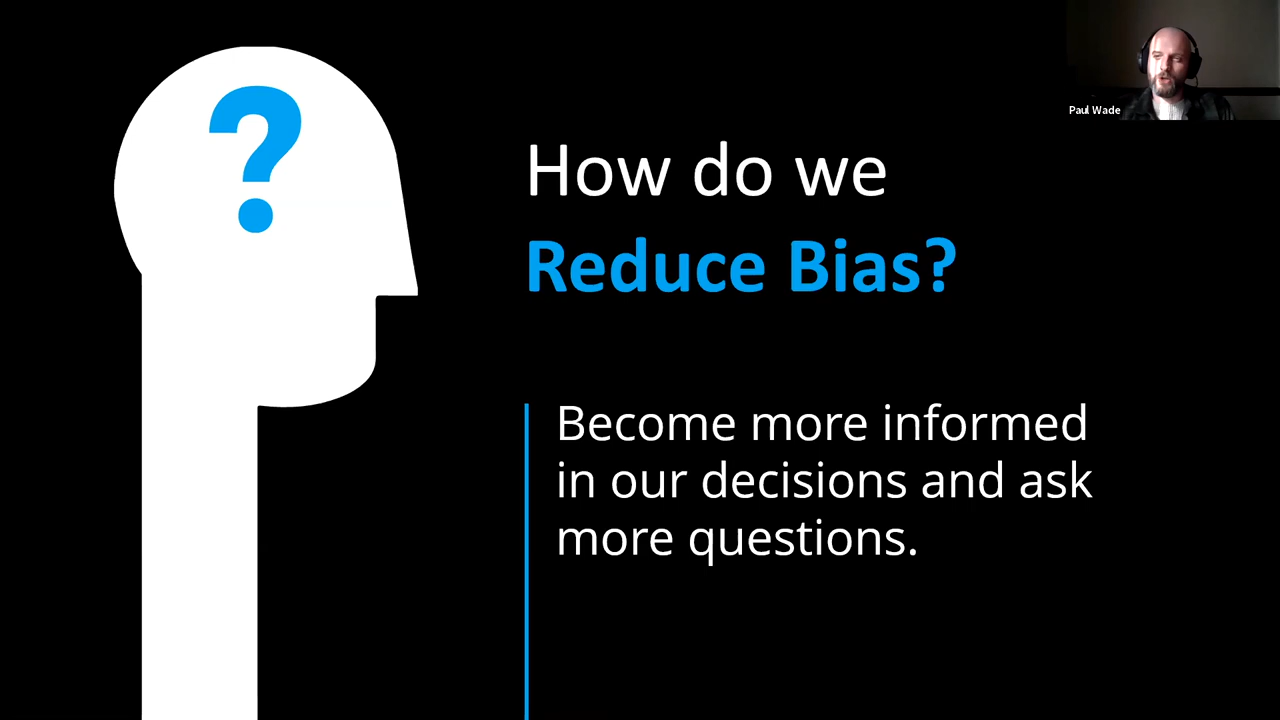 ?
Paul Wade
How do we
Reduce Bias?
Become more informed
in our decisions and ask
more questions.